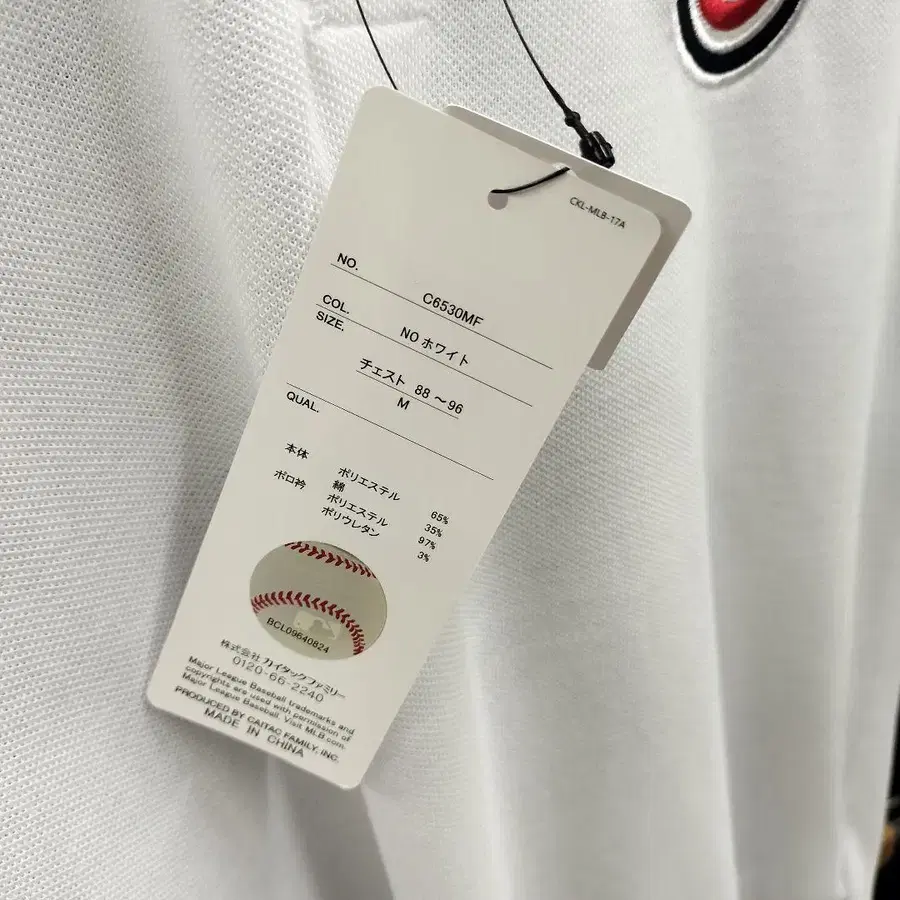 CKL-MLB-17A
NO.
C6530MF
COL. NO ホワイト
SIZE.
チェスト 88 ～ 96
M
QUAL.
本体 ポリエステル 65%
綿 35%
ポロ衿 ポリエステル 97%
ポリウレタン 3%
BCL09640824
株式会社 カイタックファミリー
0120-66-2240
Major League Baseball trademarks and
copyrights are used with permission of
Major League Baseball. Visit MLB.com.
PRODUCED BY CAITAC FAMILY, INC.
MADE IN CHINA